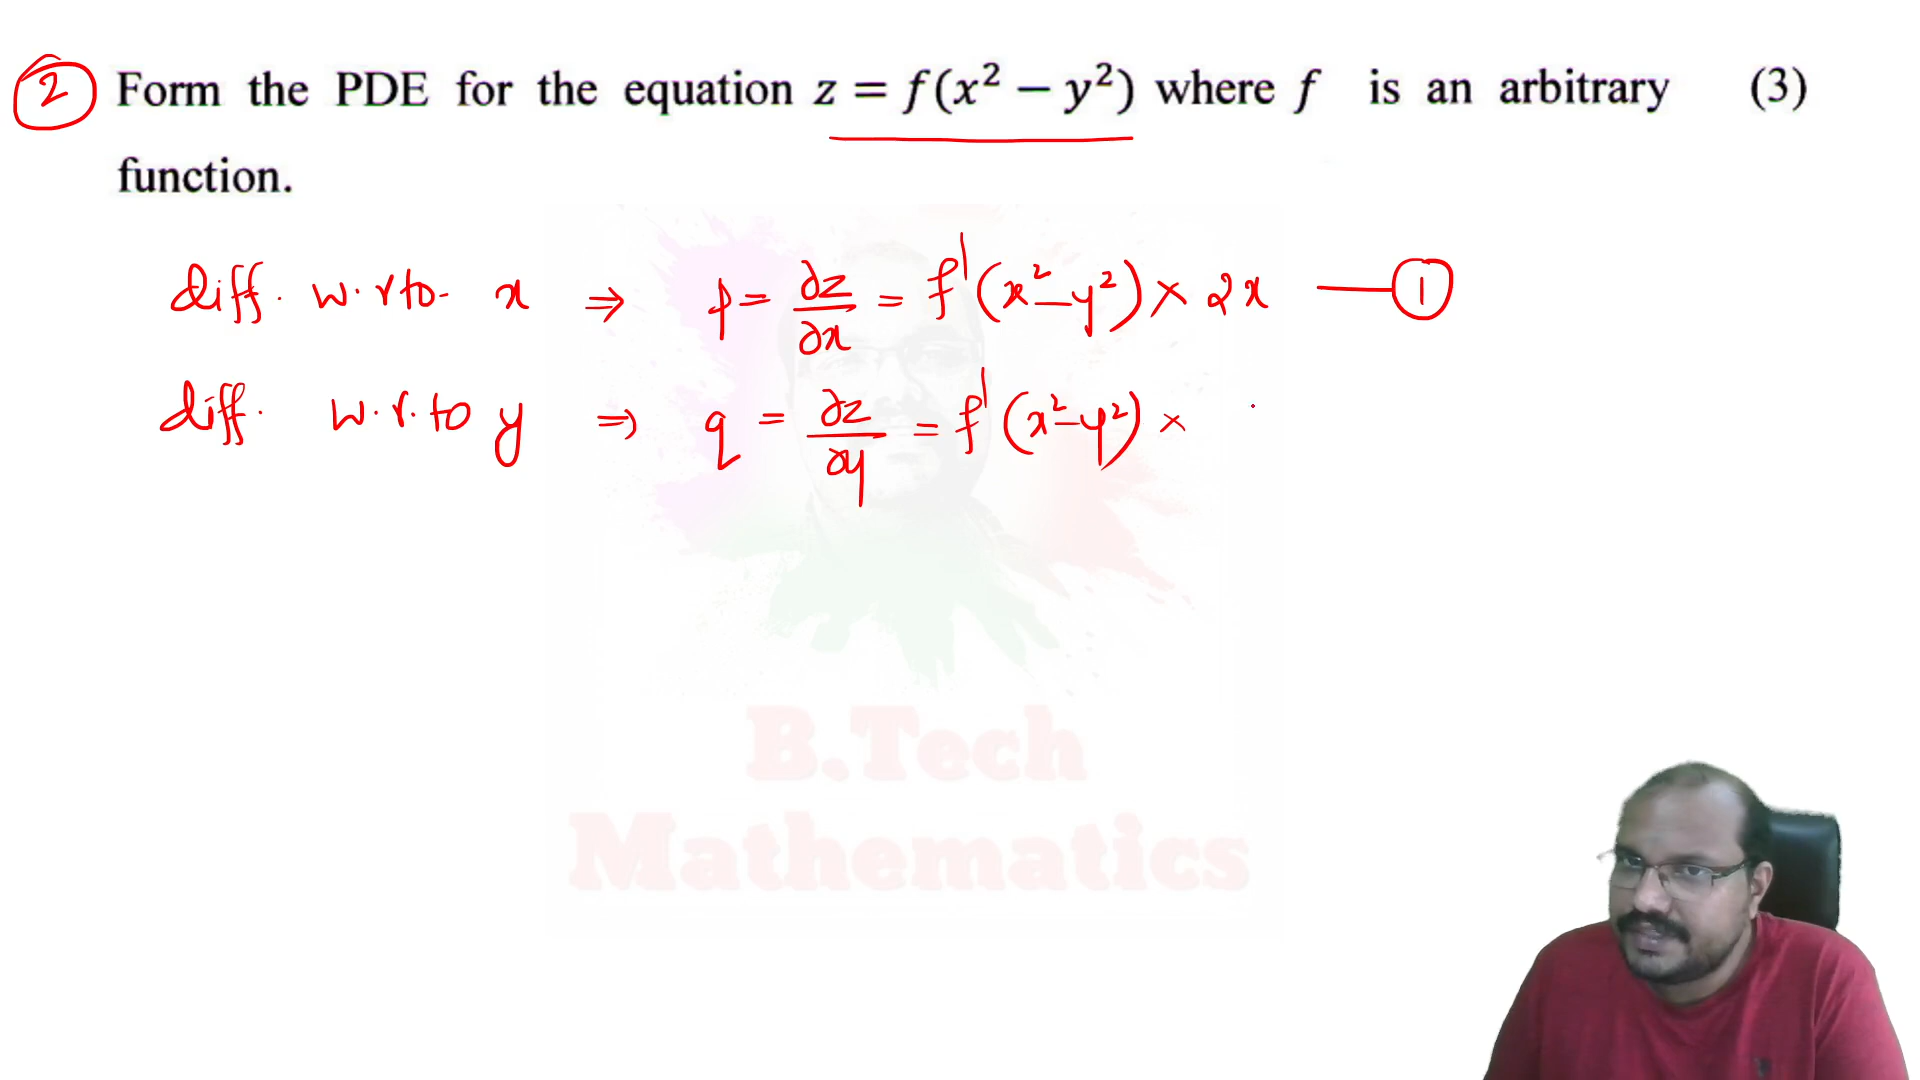 2 Form the PDE for the equation z = f(x² − y²) where f is an arbitrary (3)
function.
diff. w.r to x ⇒ p = ∂z/∂x = f'(x²−y²) × 2x —— 1
diff. w.r. to y ⇒ q = ∂z/∂y = f'(x²−y²) ×
B.Tech
Mathematics